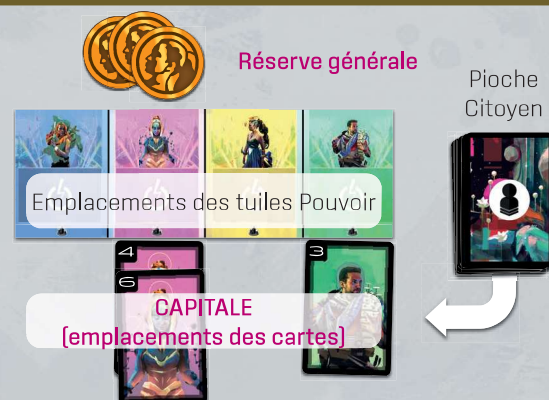 Réserve générale
Pioche
Citoyen
Emplacements des tuiles Pouvoir
4
6
3
CAPITALE
(emplacements des cartes)